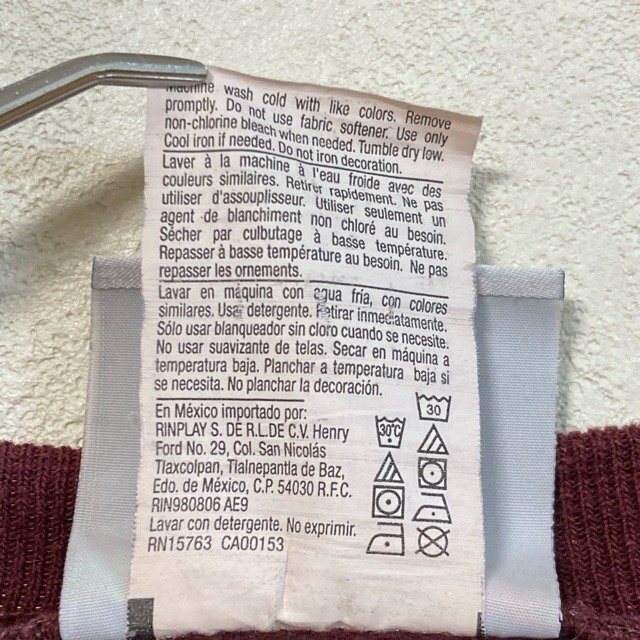 Machine wash cold with like colors. Remove
promptly. Do not use fabric softener. Use only
non-chlorine bleach when needed. Tumble dry low.
Cool iron if needed. Do not iron decoration.
Laver à la machine à l'eau froide avec des
couleurs similaires. Retirer rapidement. Ne pas
utiliser d'assouplisseur. Utiliser seulement un
agent de blanchiment non chloré au besoin.
Sécher par culbutage à basse température.
Repasser à basse température au besoin. Ne pas
repasser les ornements.
Lavar en máquina con agua fría, con colores
similares. Use detergente. Retirar inmediatamente.
Sólo usar blanqueador sin cloro cuando se necesite.
No usar suavizante de telas. Secar en máquina a
temperatura baja. Planchar a temperatura baja si
se necesita. No planchar la decoración.
En México importado por:
RINPLAY S. DE R.L.DE C.V. Henry
Ford No. 29, Col. San Nicolás
Tlaxcolpan, Tlalnepantla de Baz,
Edo. de México, C.P. 54030 R.F.C.
RIN980806 AE9
Lavar con detergente. No exprimir.
RN15763 CA00153
30°C
30